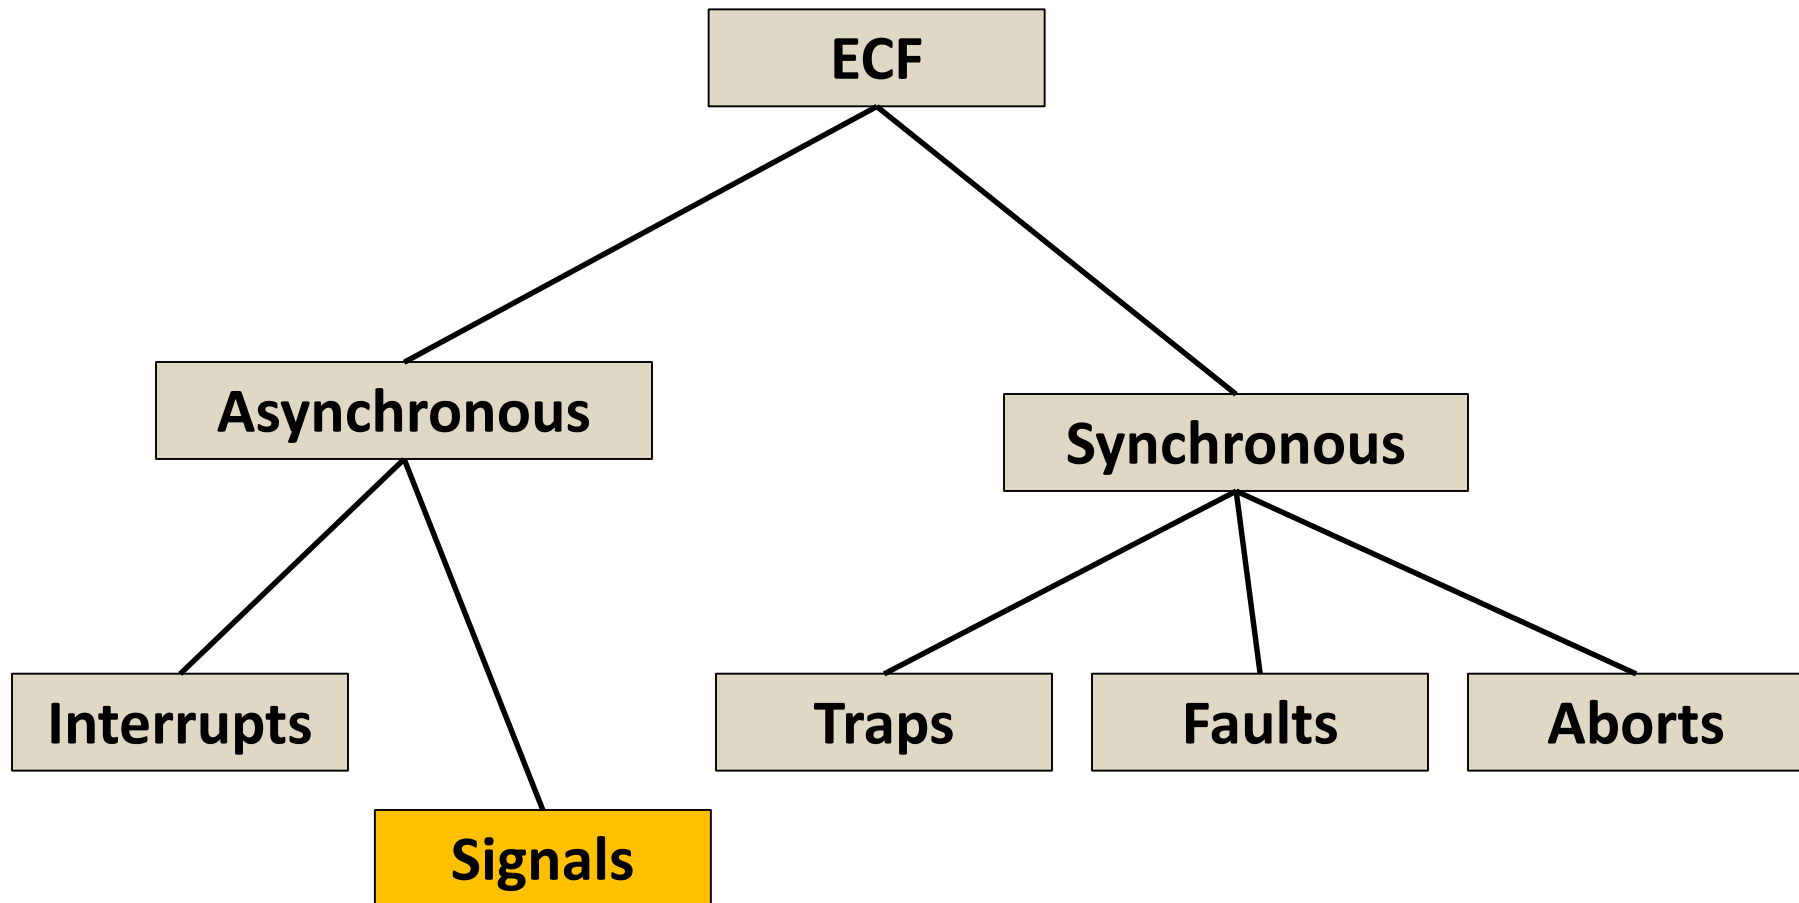 ECF
Asynchronous
Synchronous
Interrupts
Traps
Faults
Aborts
Signals